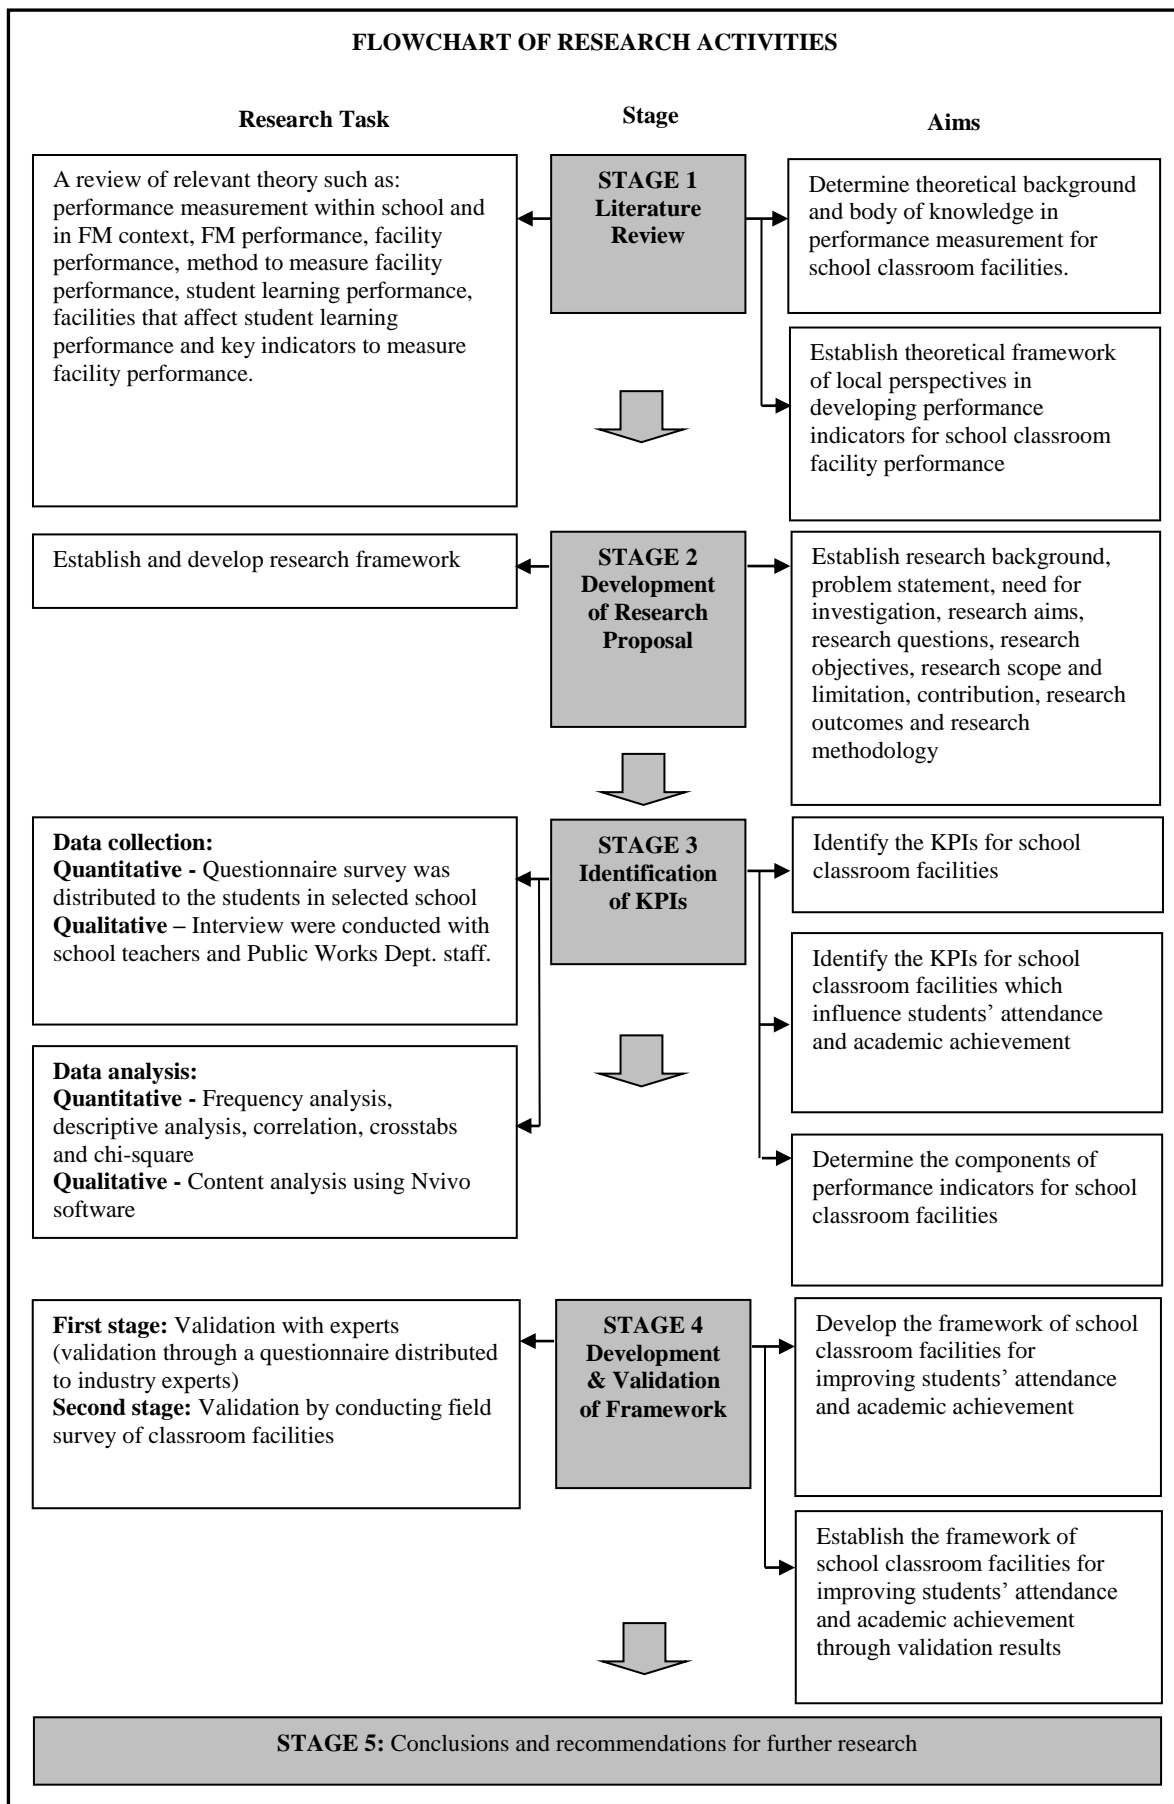 FLOWCHART OF RESEARCH ACTIVITIES
Research Task
Stage
Aims
A review of relevant theory such as:
performance measurement within school and
in FM context, FM performance, facility
performance, method to measure facility
performance, student learning performance,
facilities that affect student learning
performance and key indicators to measure
facility performance.
STAGE 1
Literature
Review
Determine theoretical background
and body of knowledge in
performance measurement for
school classroom facilities.
Establish theoretical framework
of local perspectives in
developing performance
indicators for school classroom
facility performance
Establish and develop research framework
STAGE 2
Development
of Research
Proposal
Establish research background,
problem statement, need for
investigation, research aims,
research questions, research
objectives, research scope and
limitation, contribution, research
outcomes and research
methodology
Data collection:
Quantitative - Questionnaire survey was
distributed to the students in selected school
Qualitative – Interview were conducted with
school teachers and Public Works Dept. staff.
Data analysis:
Quantitative - Frequency analysis,
descriptive analysis, correlation, crosstabs
and chi-square
Qualitative - Content analysis using Nvivo
software
STAGE 3
Identification
of KPIs
Identify the KPIs for school
classroom facilities
Identify the KPIs for school
classroom facilities which
influence students’ attendance
and academic achievement
Determine the components of
performance indicators for school
classroom facilities
First stage: Validation with experts
(validation through a questionnaire distributed
to industry experts)
Second stage: Validation by conducting field
survey of classroom facilities
STAGE 4
Development
& Validation
of Framework
Develop the framework of school
classroom facilities for
improving students’ attendance
and academic achievement
Establish the framework of
school classroom facilities for
improving students’ attendance
and academic achievement
through validation results
STAGE 5: Conclusions and recommendations for further research